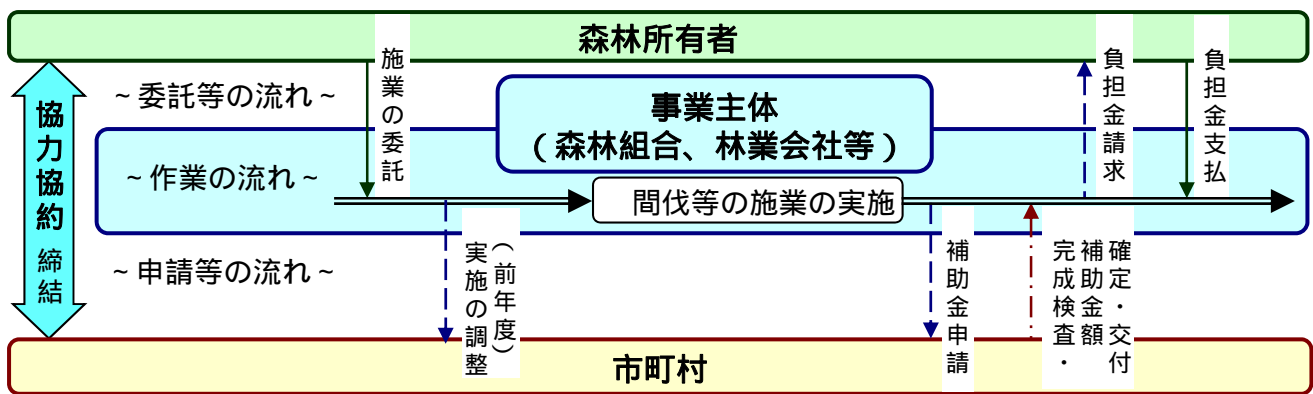 森林所有者
協力協約 締結
~委託等の流れ~
施業の委託
事業主体
(森林組合、林業会社等)
負担金請求
負担金支払
~作業の流れ~
間伐等の施業の実施
~申請等の流れ~
実施の調整
(前年度)
補助金申請
完成検査・
補助金額
確定・交付
市町村